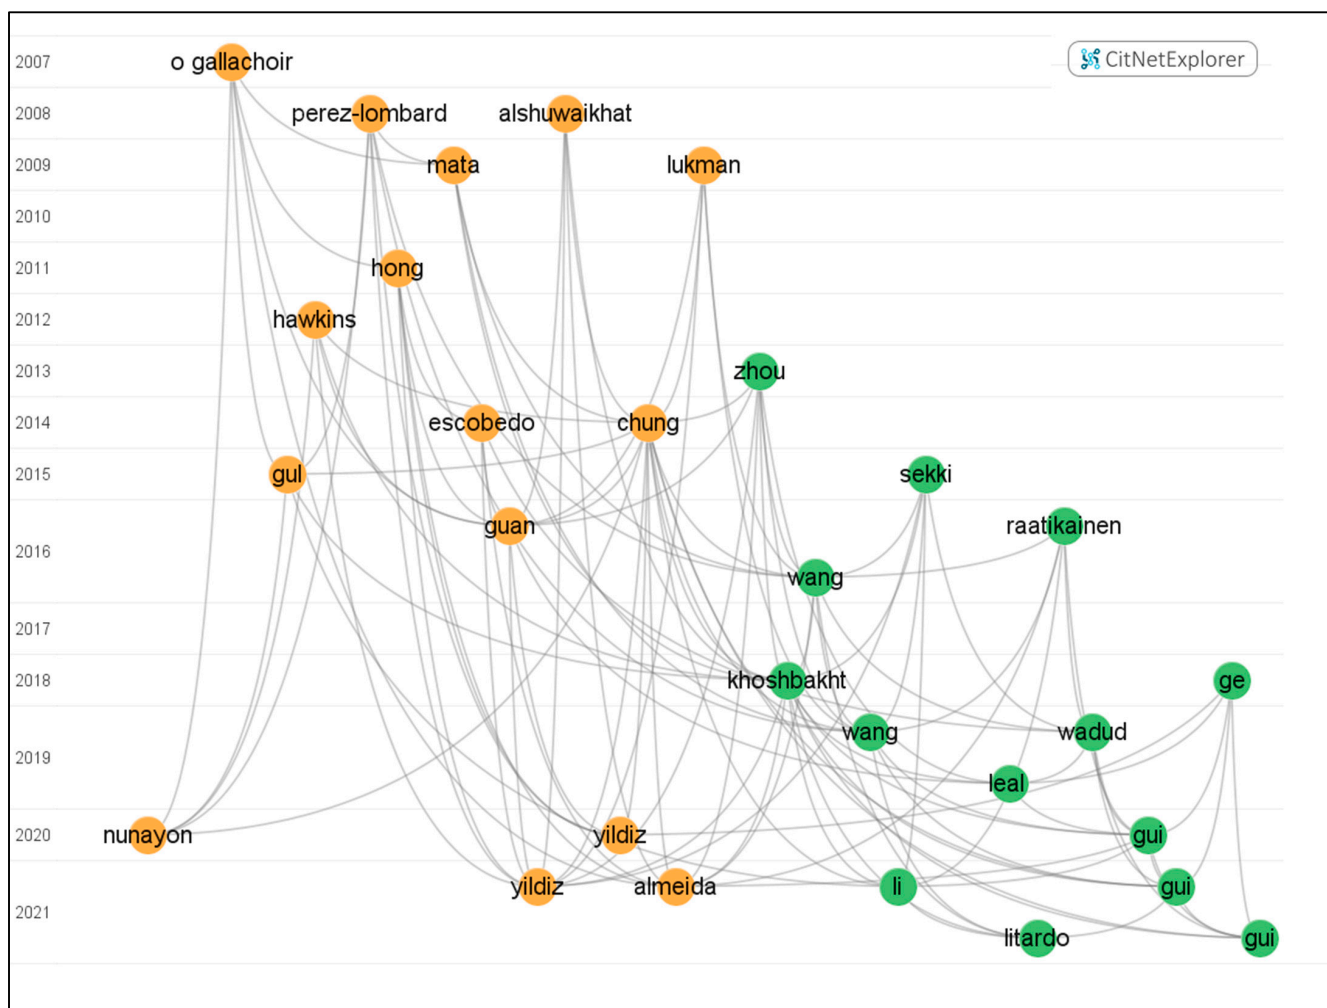 2007
o gallachoir
CitNetExplorer
2008
perez-lombard
alshuwaikhat
2009
mata
lukman
2010
2011
hong
2012
hawkins
2013
zhou
2014
escobedo
chung
2015
gul
sekki
guan
raatikainen
2016
wang
2017
2018
khoshbakht
ge
wang
wadud
2019
leal
2020
nunayon
yildiz
gui
yildiz
almeida
li
gui
2021
litardo
gui